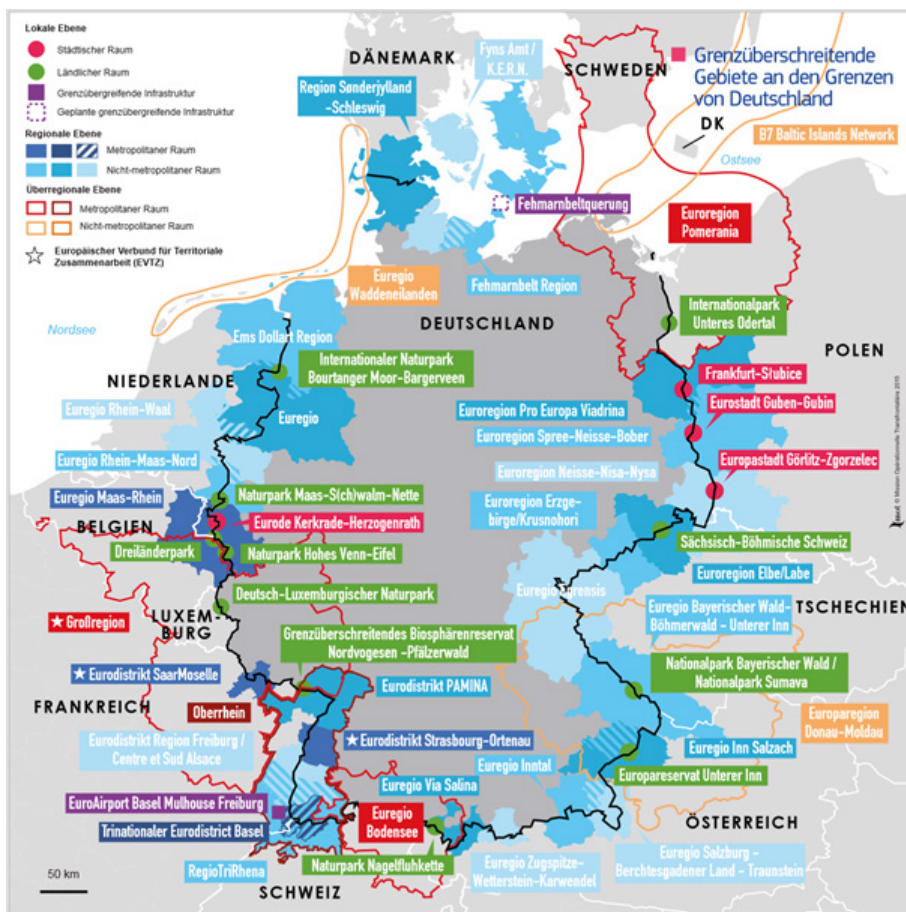 Lokale Ebene
Städtischer Raum
Ländlicher Raum
Grenzübergreifende Infrastruktur
Geplante grenzübergreifende Infrastruktur
Regionale Ebene
Metropolitaner Raum
Nicht-metropolitaner Raum
Überregionale Ebene
Metropolitaner Raum
Nicht-metropolitaner Raum
Europäischer Verbund für Territoriale
Zusammenarbeit (EVTZ)
Grenzüberschreitende
Gebiete an den Grenzen
von Deutschland
DÄNEMARK
Fyns Amt /
K.E.R.N.
SCHWEDEN
Region Sønderjylland
-Schleswig
DK
B7 Baltic Islands Network
Ostsee
Fehmarnbeltquerung
Euroregion
Pomerania
Euregio
Waddeneilanden
Fehmarnbelt Region
Nordsee
Ems Dollart Region
DEUTSCHLAND
Internationalpark
Unteres Odertal
POLEN
NIEDERLANDE
Internationaler Naturpark
Bourtanger Moor-Bargerveen
Frankfurt-Słubice
Euregio Rhein-Waal
Euregio
Euroregion Pro Europa Viadrina
Eurostadt Guben-Gubin
Euroregion Spree-Neisse-Bober
Euregio Rhein-Maas-Nord
Euroregion Neisse-Nisa-Nysa
Europastadt Görlitz-Zgorzelec
Euregio Maas-Rhein
Naturpark Maas-S(ch)walm-Nette
Euroregion Erzge-
birge/Krusnohori
BELGIEN
Eurode Kerkrade-Herzogenrath
Sächsisch-Böhmische Schweiz
Dreiländerpark
Naturpark Hohes Venn-Eifel
Euroregion Elbe/Labe
Deutsch-Luxemburgischer Naturpark
Euregio Egrensis
TSCHECHIEN
Großregion
LUXEM-
BURG
Euregio Bayerischer Wald-
Böhmerwald - Unterer Inn
Grenzüberschreitendes Biosphärenreservat
Nordvogesen -Pfälzerwald
Eurodistrikt SaarMoselle
Nationalpark Bayerischer Wald /
Nationalpark Sumava
FRANKREICH
Oberrhein
Eurodistrikt PAMINA
Europaregion
Donau-Moldau
Eurodistrikt Region Freiburg /
Centre et Sud Alsace
Eurodistrikt Strasbourg-Ortenau
Euregio Inn Salzach
Euregio Inntal
Europareservat Unterer Inn
EuroAirport Basel Mulhouse Freiburg
Euregio Via Salina
Trinationaler Eurodistrict Basel
Euregio
Bodensee
ÖSTERREICH
RegioTriRhena
Naturpark Nagelfluhkette
Euregio Zugspitze-
Wetterstein-Karwendel
Euregio Salzburg -
Berchtesgadener Land - Traunstein
SCHWEIZ
50 km
© Mission Opérationnelle Transfrontalière 2015